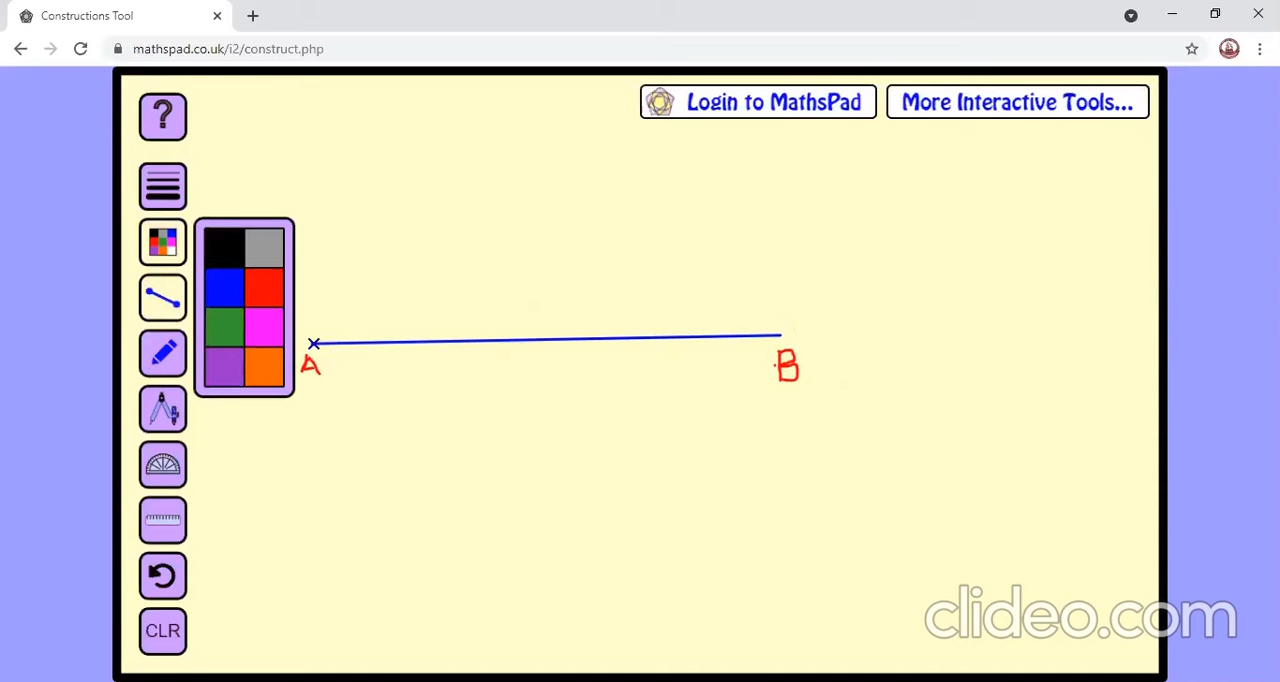 Constructions Tool
mathspad.co.uk/i2/construct.php
?
Login to MathsPad
More Interactive Tools...
A
B
CLR
clideo.com